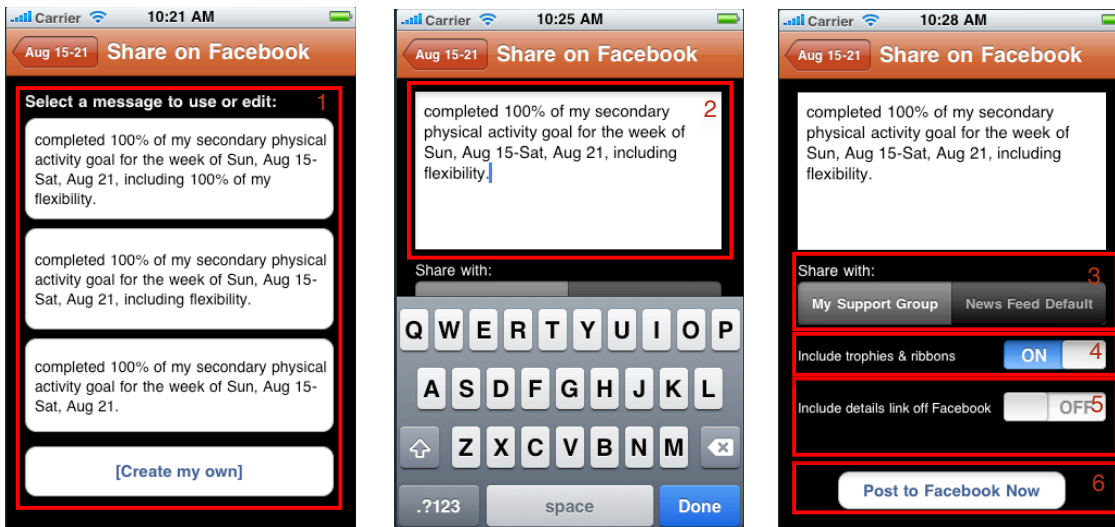 Carrier 10:21 AM
Aug 15-21 Share on Facebook
Select a message to use or edit: 1
completed 100% of my secondary physical
activity goal for the week of Sun, Aug 15-
Sat, Aug 21, including 100% of my
flexibility.
completed 100% of my secondary physical
activity goal for the week of Sun, Aug 15-
Sat, Aug 21, including flexibility.
completed 100% of my secondary physical
activity goal for the week of Sun, Aug 15-
Sat, Aug 21.
[Create my own]
Carrier 10:25 AM
Aug 15-21 Share on Facebook
completed 100% of my secondary 2
physical activity goal for the week of
Sun, Aug 15-Sat, Aug 21, including
flexibility.
Share with:
Q W E R T Y U I O P
A S D F G H J K L
Z X C V B N M
.?123 space Done
Carrier 10:28 AM
Aug 15-21 Share on Facebook
completed 100% of my secondary
physical activity goal for the week of
Sun, Aug 15-Sat, Aug 21, including
flexibility.
Share with: 3
My Support Group News Feed Default
Include trophies & ribbons ON 4
Include details link off Facebook OFF 5
Post to Facebook Now 6